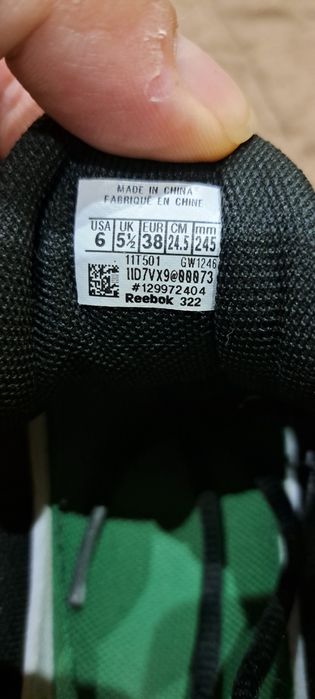 MADE IN CHINA
FABRIQUÉ EN CHINE
USA UK EUR CM mm
6 5½ 38 24.5 245
11T501 GW1246
1ID7VX9@00073
#129972404
Reebok 322